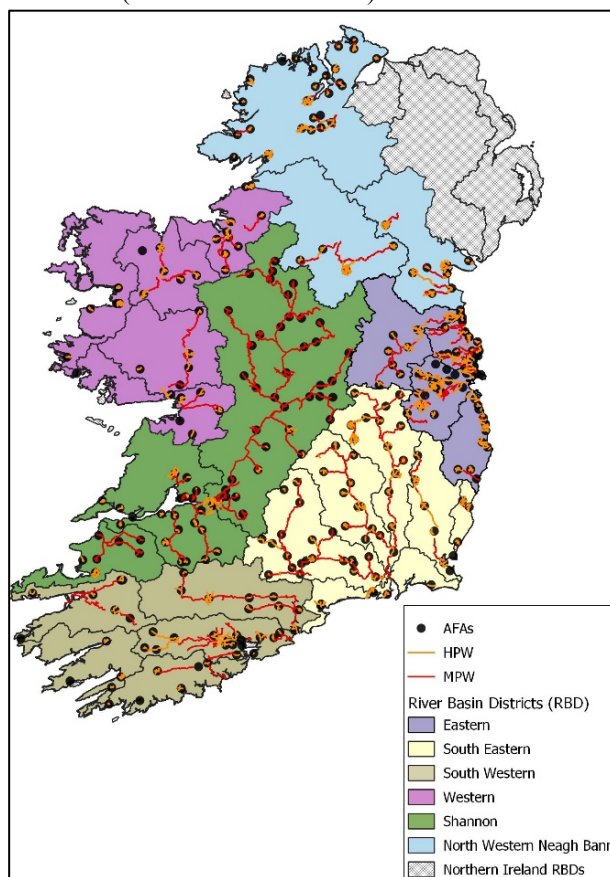 AFAs
HPW
MPW
River Basin Districts (RBD)
Eastern
South Eastern
South Western
Western
Shannon
North Western Neagh Bann
Northern Ireland RBDs